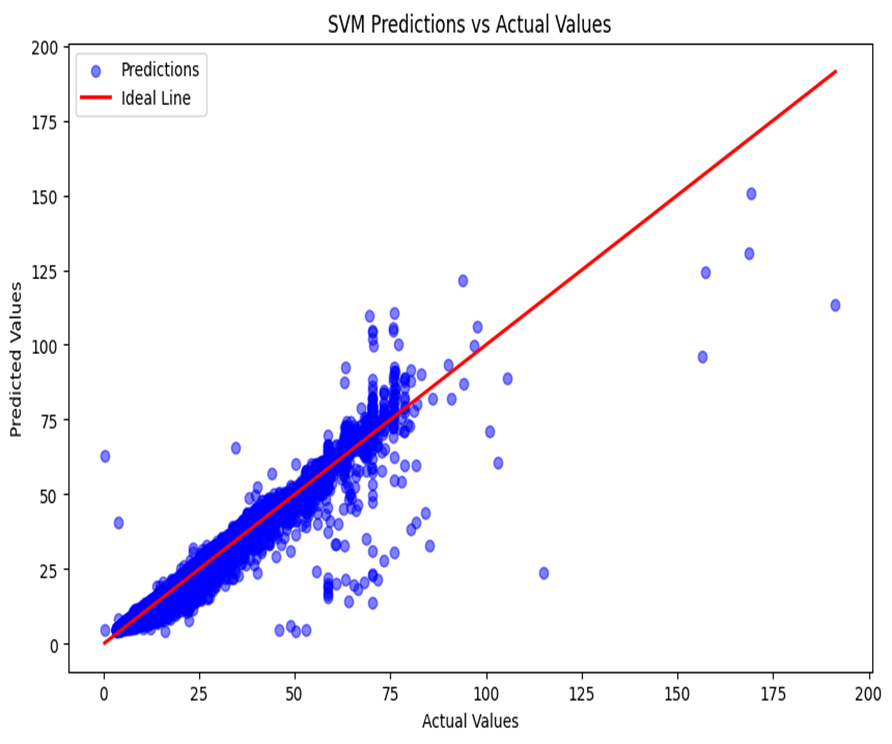 SVM Predictions vs Actual Values
Predictions
Ideal Line
200
175
150
125
100
75
50
25
0
Predicted Values
0 25 50 75 100 125 150 175 200
Actual Values